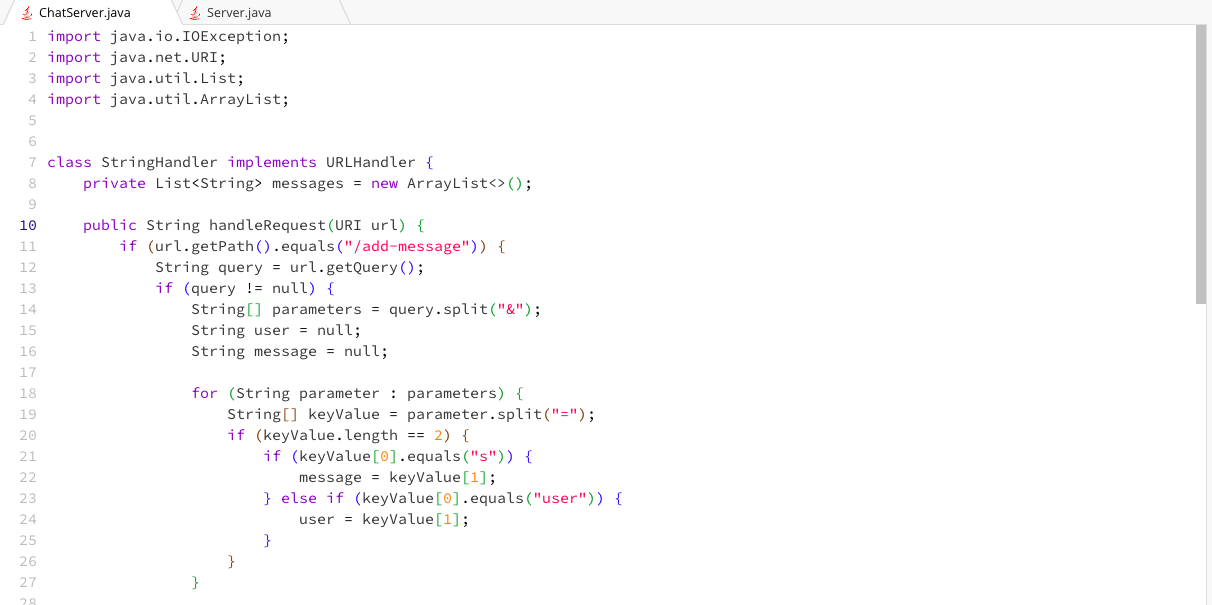 ChatServer.java Server.java
1 import java.io.IOException;
2 import java.net.URI;
3 import java.util.List;
4 import java.util.ArrayList;
5
6
7 class StringHandler implements URLHandler {
8     private List<String> messages = new ArrayList<>();
9
10     public String handleRequest(URI url) {
11         if (url.getPath().equals("/add-message")) {
12             String query = url.getQuery();
13             if (query != null) {
14                 String[] parameters = query.split("&");
15                 String user = null;
16                 String message = null;
17
18                 for (String parameter : parameters) {
19                     String[] keyValue = parameter.split("=");
20                     if (keyValue.length == 2) {
21                         if (keyValue[0].equals("s")) {
22                             message = keyValue[1];
23                         } else if (keyValue[0].equals("user")) {
24                             user = keyValue[1];
25                         }
26                     }
27                 }
28